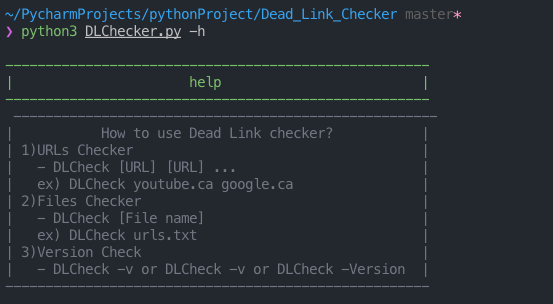 ~/PycharmProjects/pythonProject/Dead_Link_Checker master*
❯ python3 DLChecker.py -h
-----------------------------------------------------
|                      help                         |
-----------------------------------------------------
-----------------------------------------------------
|           How to use Dead Link checker?           |
| 1)URLs Checker                                    |
|   - DLCheck [URL] [URL] ...                       |
|   ex) DLCheck youtube.ca google.ca                |
| 2)Files Checker                                   |
|   - DLCheck [File name]                           |
|   ex) DLCheck urls.txt                            |
| 3)Version Check                                   |
|   - DLCheck -v or DLCheck -v or DLCheck -Version  |
-----------------------------------------------------